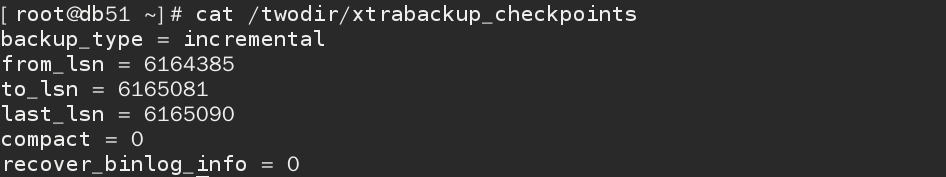 [root@db51 ~]# cat /twodir/xtrabackup_checkpoints
backup_type = incremental
from_lsn = 6164385
to_lsn = 6165081
last_lsn = 6165090
compact = 0
recover_binlog_info = 0